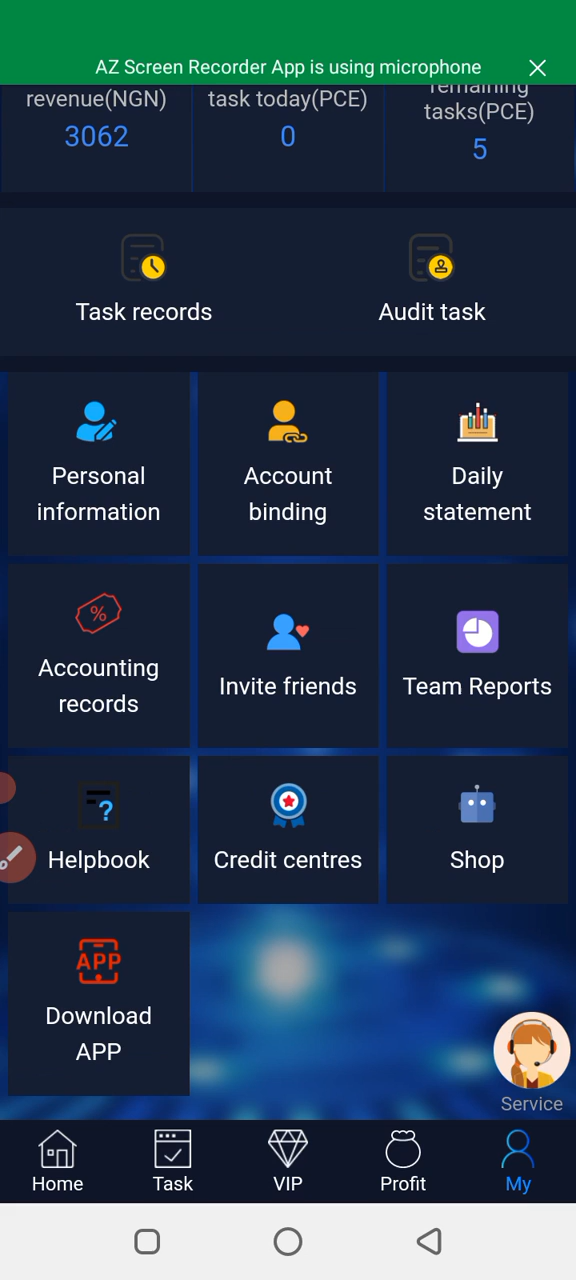 AZ Screen Recorder App is using microphone
revenue(NGN)
task today(PCE)
remaining
tasks(PCE)
3062
0
5
Task records
Audit task
Personal
information
Account
binding
Daily
statement
%
Accounting
records
Invite friends
Team Reports
?
Helpbook
Credit centres
Shop
APP
Download
APP
Service
Home
Task
VIP
Profit
My